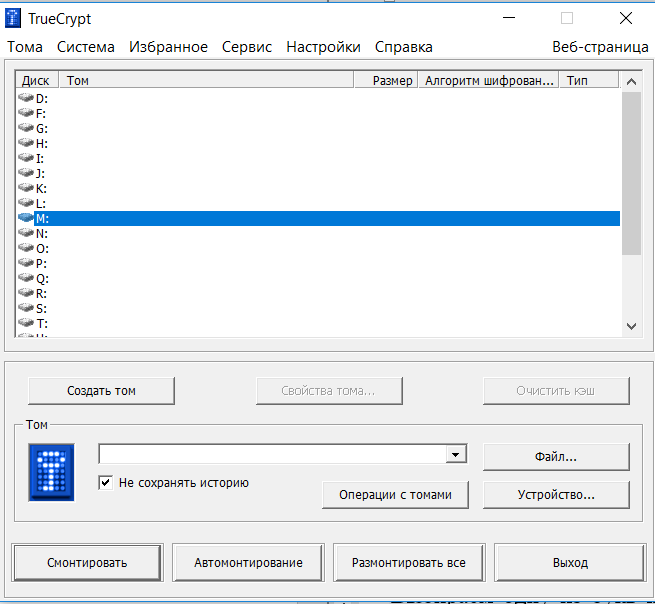 TrueCrypt
Тома Система Избранное Сервис Настройки Справка Веб-страница
Диск Том Размер Алгоритм шифрован... Тип
D:
F:
G:
H:
I:
J:
K:
L:
M:
N:
O:
P:
Q:
R:
S:
T:
Создать том Свойства тома... Очистить кэш
Том
Файл...
Не сохранять историю
Операции с томами Устройство...
Смонтировать Автомонтирование Размонтировать все Выход